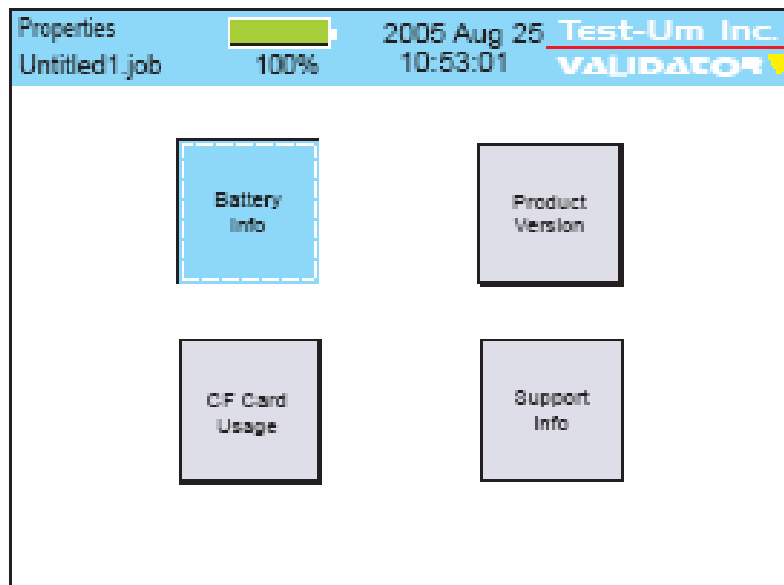 Properties
Untitled1.job
100%
2005 Aug 25
10:53:01
Test-Um Inc.
VALIDATOR
Battery
Info
Product
Version
CF Card
Usage
Support
Info